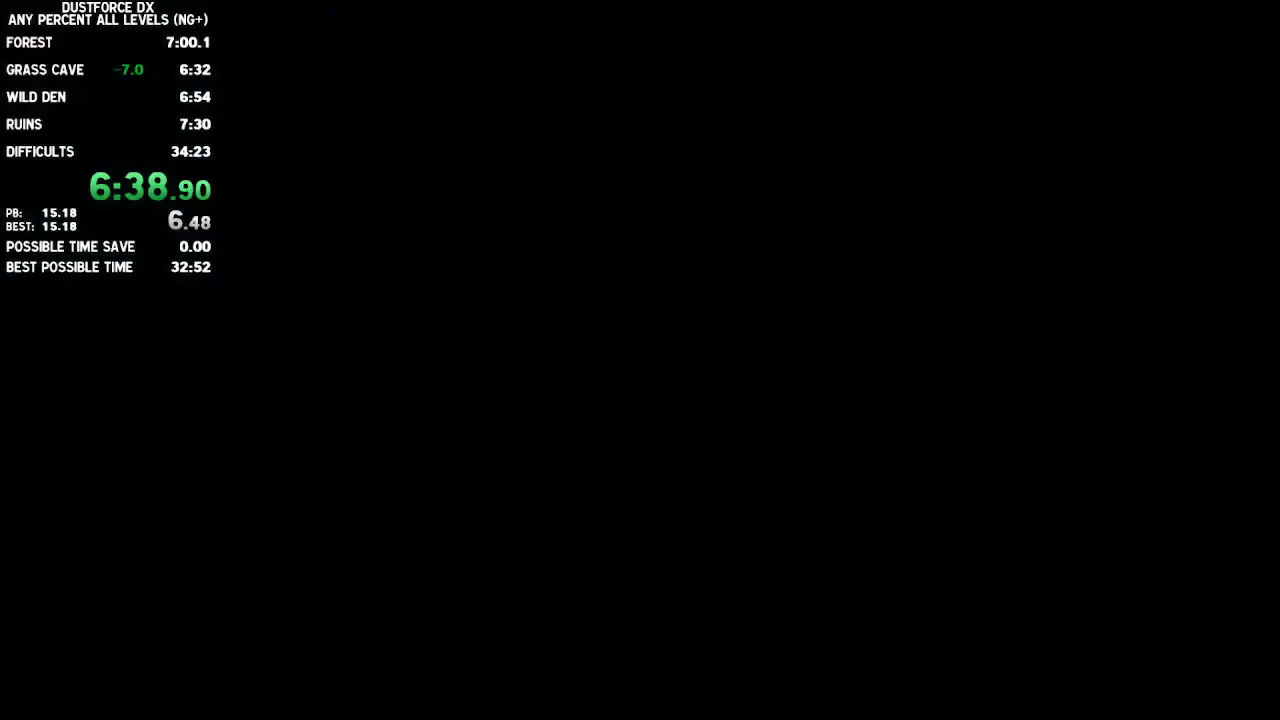 DUSTFORCE DX
ANY PERCENT ALL LEVELS (NG+)
FOREST 7:00.1
GRASS CAVE -7.0 6:32
WILD DEN 6:54
RUINS 7:30
DIFFICULTS 34:23
6:38.90
PB: 15.18 6.48
BEST: 15.18
POSSIBLE TIME SAVE 0.00
BEST POSSIBLE TIME 32:52